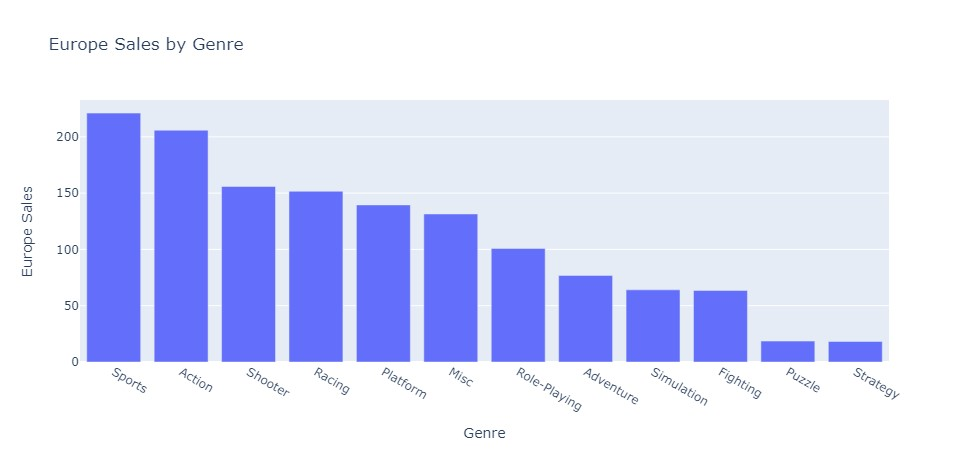 Europe Sales by Genre
Europe Sales
200
150
100
50
0
Sports
Action
Shooter
Racing
Platform
Misc
Role-Playing
Adventure
Simulation
Fighting
Puzzle
Strategy
Genre